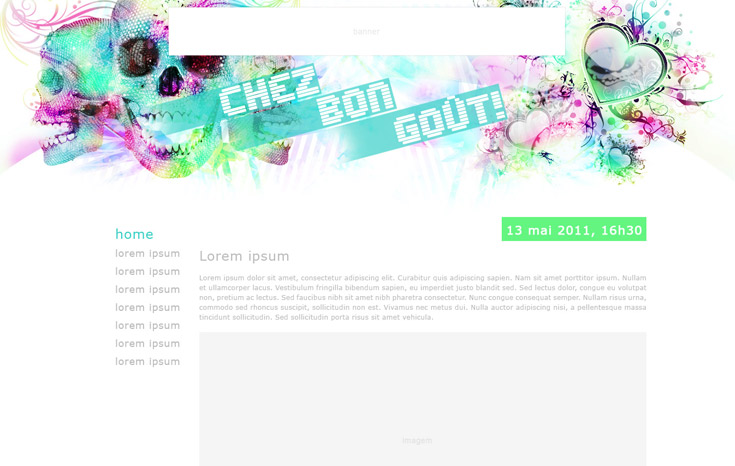 banner
CHEZ
BON
GOÛT!
13 mai 2011, 16h30
home
lorem ipsum
lorem ipsum
lorem ipsum
lorem ipsum
lorem ipsum
lorem ipsum
lorem ipsum
Lorem ipsum
Lorem ipsum dolor sit amet, consectetur adipiscing elit. Curabitur quis adipiscing sapien. Nam sit amet porttitor ipsum. Nullam
et ullamcorper lacus. Vestibulum fringilla bibendum sapien, eu imperdiet justo blandit sed. Sed lectus dolor, congue eu volutpat
non, pretium ac lectus. Sed faucibus nibh sit amet nibh pharetra consectetur. Nunc congue consequat semper. Nullam risus urna,
commodo sed rhoncus suscipit, sollicitudin non est. Vivamus nec metus dui. Nulla auctor adipiscing nisi, a pellentesque massa
tincidunt sollicitudin. Sed sollicitudin porta risus sit amet vehicula.
imagem